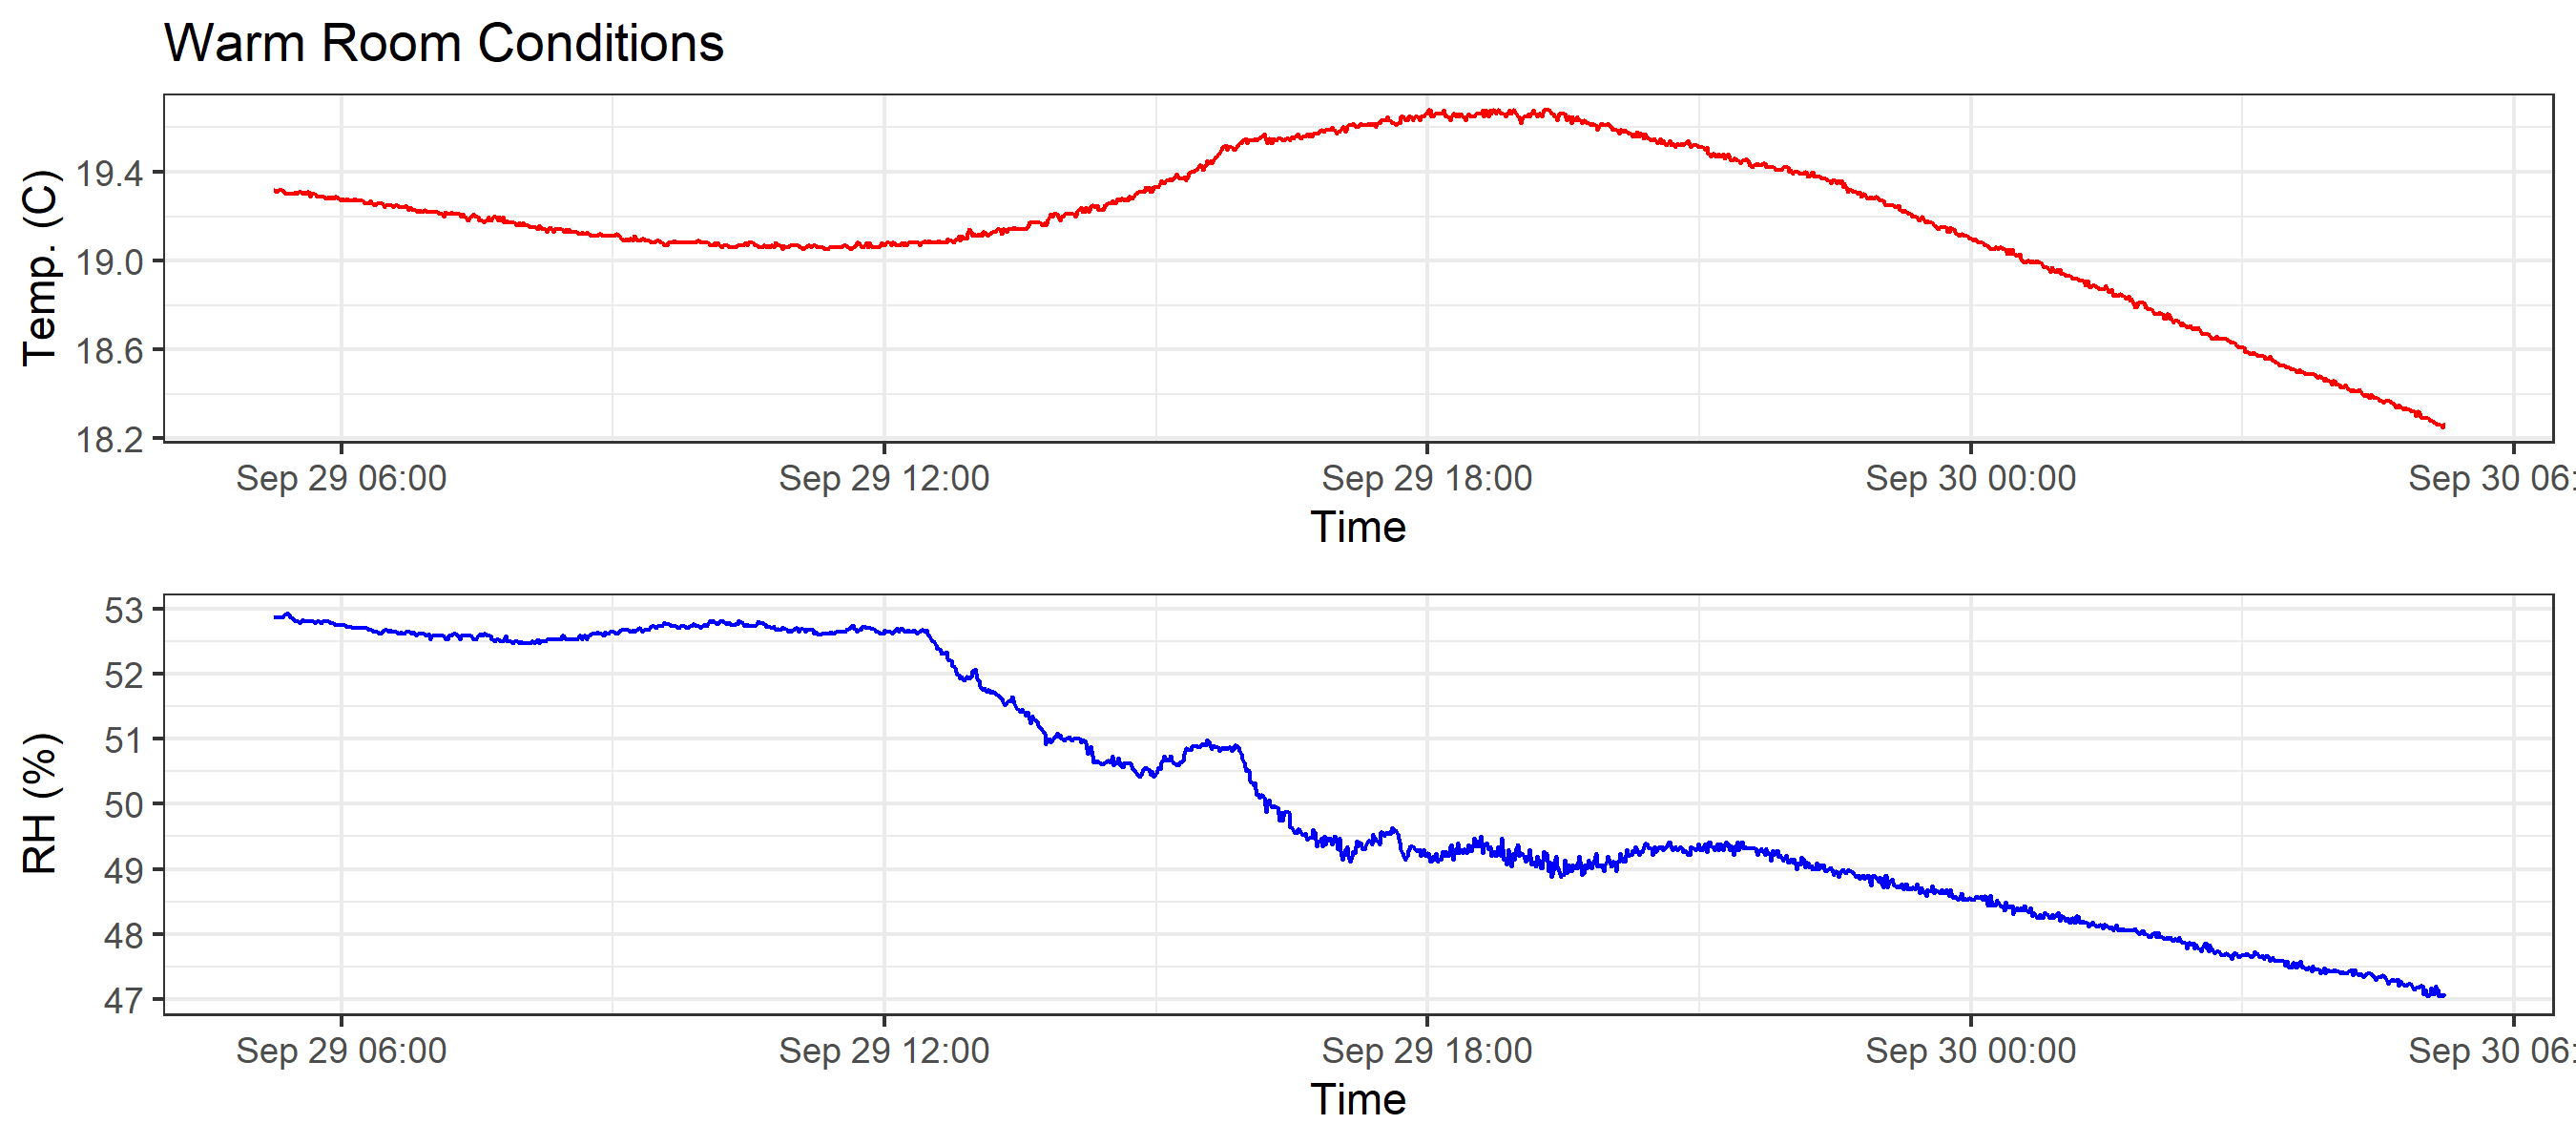 Warm Room Conditions
Temp. (C)
19.4
19.0
18.6
18.2
Sep 29 06:00 Sep 29 12:00 Sep 29 18:00 Sep 30 00:00 Sep 30 06:
Time
RH (%)
53
52
51
50
49
48
47
Sep 29 06:00 Sep 29 12:00 Sep 29 18:00 Sep 30 00:00 Sep 30 06:
Time